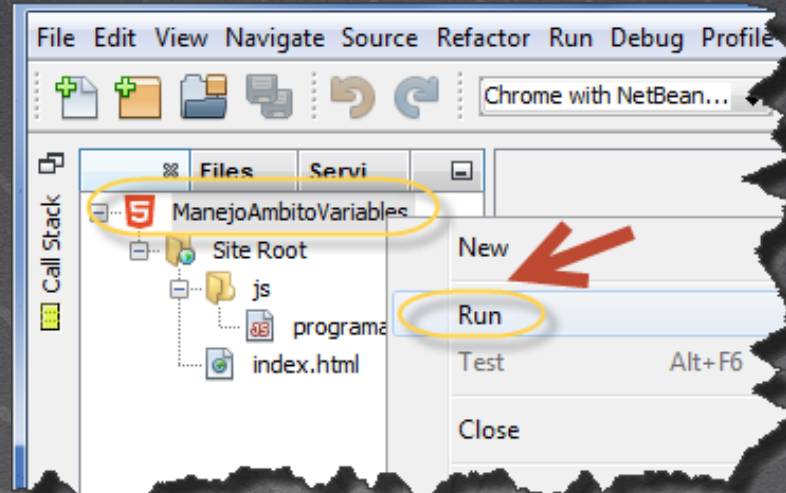 File Edit View Navigate Source Refactor Run Debug Profile
Chrome with NetBean...
Files Servi
Call Stack
ManejoAmbitoVariables
Site Root
js
programa
index.html
New
Run
Test Alt+F6
Close